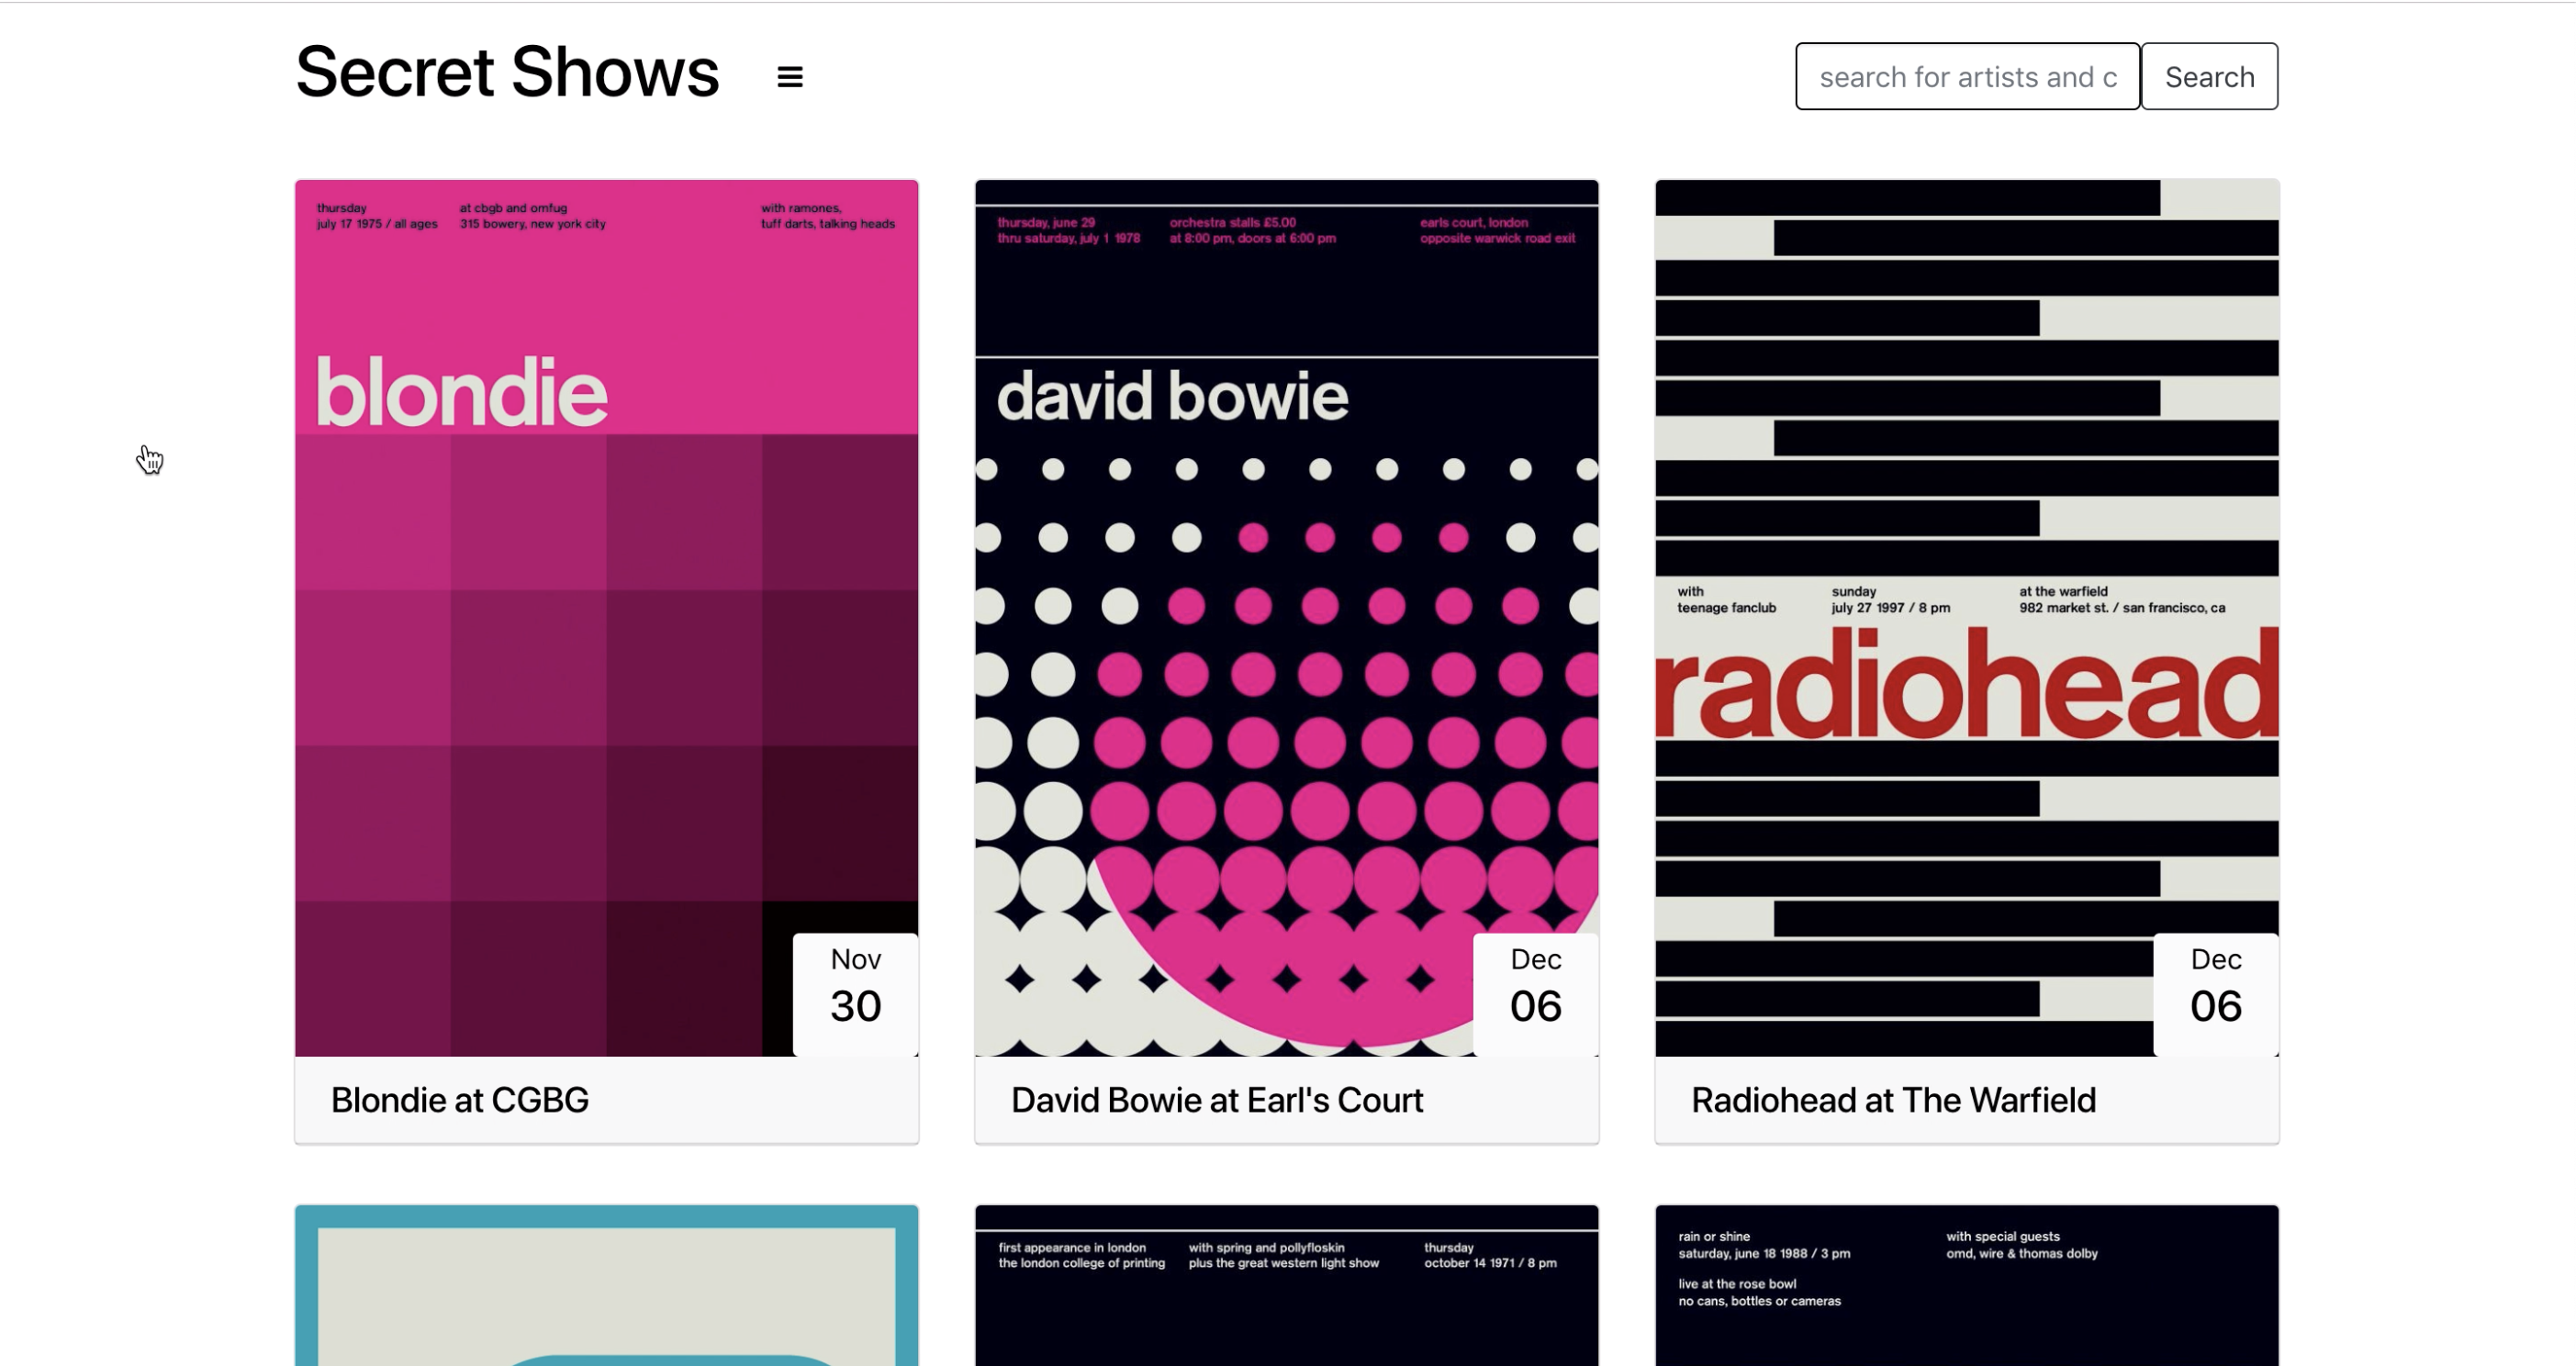 Secret Shows
search for artists and c
Search
thursday
july 17 1975 / all ages
at cbgb and omfug
315 bowery, new york city
with ramones,
tuff darts, talking heads
blondie
Nov
30
Blondie at CGBG
thursday, june 29
thru saturday, july 1 1978
orchestra stalls £5.00
at 8:00 pm, doors at 6:00 pm
earls court, london
opposite warwick road exit
david bowie
Dec
06
David Bowie at Earl's Court
with
teenage fanclub
sunday
july 27 1997 / 8 pm
at the warfield
982 market st. / san francisco, ca
radiohead
Dec
06
Radiohead at The Warfield
first appearance in london
the london college of printing
with spring and pollyfloskin
plus the great western light show
thursday
october 14 1971 / 8 pm
rain or shine
saturday, june 18 1988 / 3 pm
with special guests
omd, wire & thomas dolby
live at the rose bowl
no cans, bottles or cameras